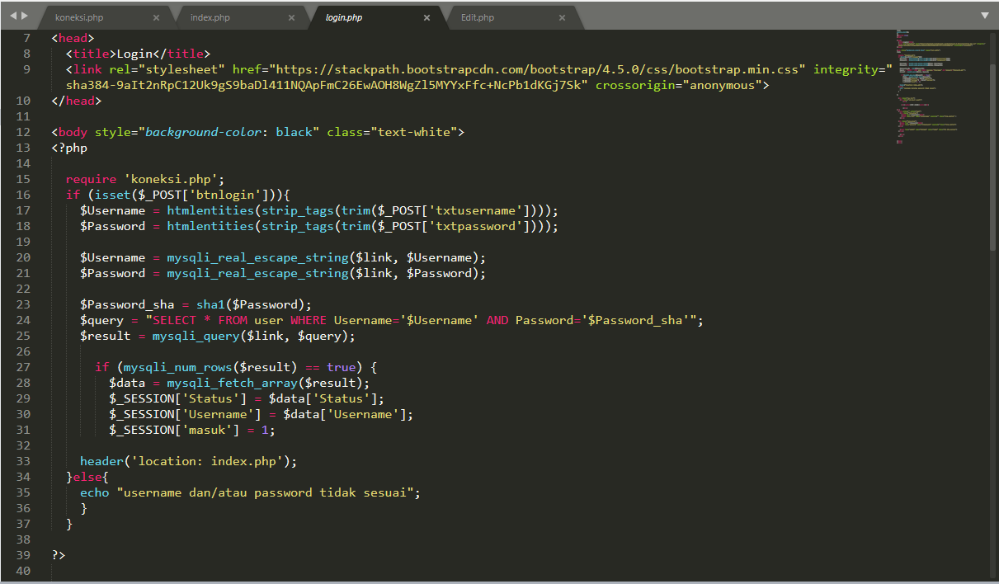 koneksi.php × index.php × login.php × Edit.php ×
7 <head>
8 <title>Login</title>
9 <link rel="stylesheet" href="https://stackpath.bootstrapcdn.com/bootstrap/4.5.0/css/bootstrap.min.css" integrity="
sha384-9aIt2nRpC12Uk9gS9baDl411NQApFmC26EwAOH8WgZl5MYYxFfc+NcPb1dKGj7Sk" crossorigin="anonymous">
10 </head>
11
12 <body style="background-color: black" class="text-white">
13 <?php
14
15 require 'koneksi.php';
16 if (isset($_POST['btnlogin'])){
17 $Username = htmlentities(strip_tags(trim($_POST['txtusername'])));
18 $Password = htmlentities(strip_tags(trim($_POST['txtpassword'])));
19
20 $Username = mysqli_real_escape_string($link, $Username);
21 $Password = mysqli_real_escape_string($link, $Password);
22
23 $Password_sha = sha1($Password);
24 $query = "SELECT * FROM user WHERE Username='$Username' AND Password='$Password_sha'";
25 $result = mysqli_query($link, $query);
26
27 if (mysqli_num_rows($result) == true) {
28 $data = mysqli_fetch_array($result);
29 $_SESSION['Status'] = $data['Status'];
30 $_SESSION['Username'] = $data['Username'];
31 $_SESSION['masuk'] = 1;
32
33 header('location: index.php');
34 }else{
35 echo "username dan/atau password tidak sesuai";
36 }
37 }
38
39 ?>
40